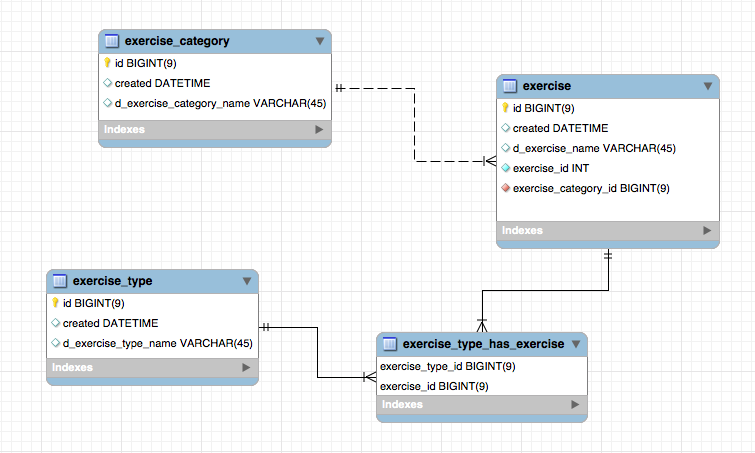 exercise_category
id BIGINT(9)
created DATETIME
d_exercise_category_name VARCHAR(45)
Indexes
exercise
id BIGINT(9)
created DATETIME
d_exercise_name VARCHAR(45)
exercise_id INT
exercise_category_id BIGINT(9)
Indexes
exercise_type
id BIGINT(9)
created DATETIME
d_exercise_type_name VARCHAR(45)
Indexes
exercise_type_has_exercise
exercise_type_id BIGINT(9)
exercise_id BIGINT(9)
Indexes